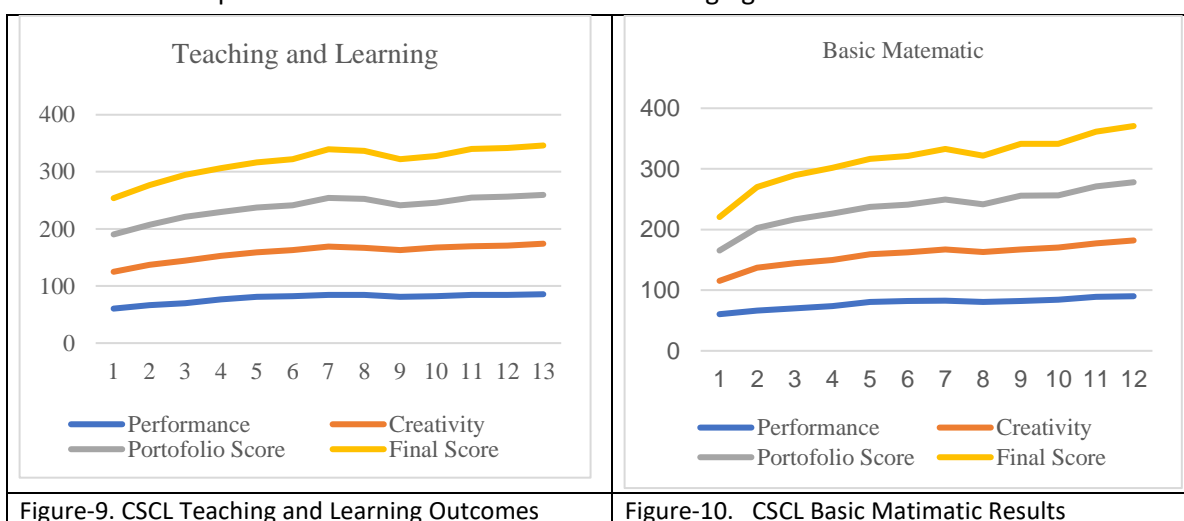 Teaching and Learning
400
300
200
100
0
1 2 3 4 5 6 7 8 9 10 11 12 13
Performance Creativity
Portofolio Score Final Score
Figure-9. CSCL Teaching and Learning Outcomes
Basic Matematic
400
300
200
100
0
1 2 3 4 5 6 7 8 9 10 11 12
Performance Creativity
Portofolio Score Final Score
Figure-10. CSCL Basic Matimatic Results